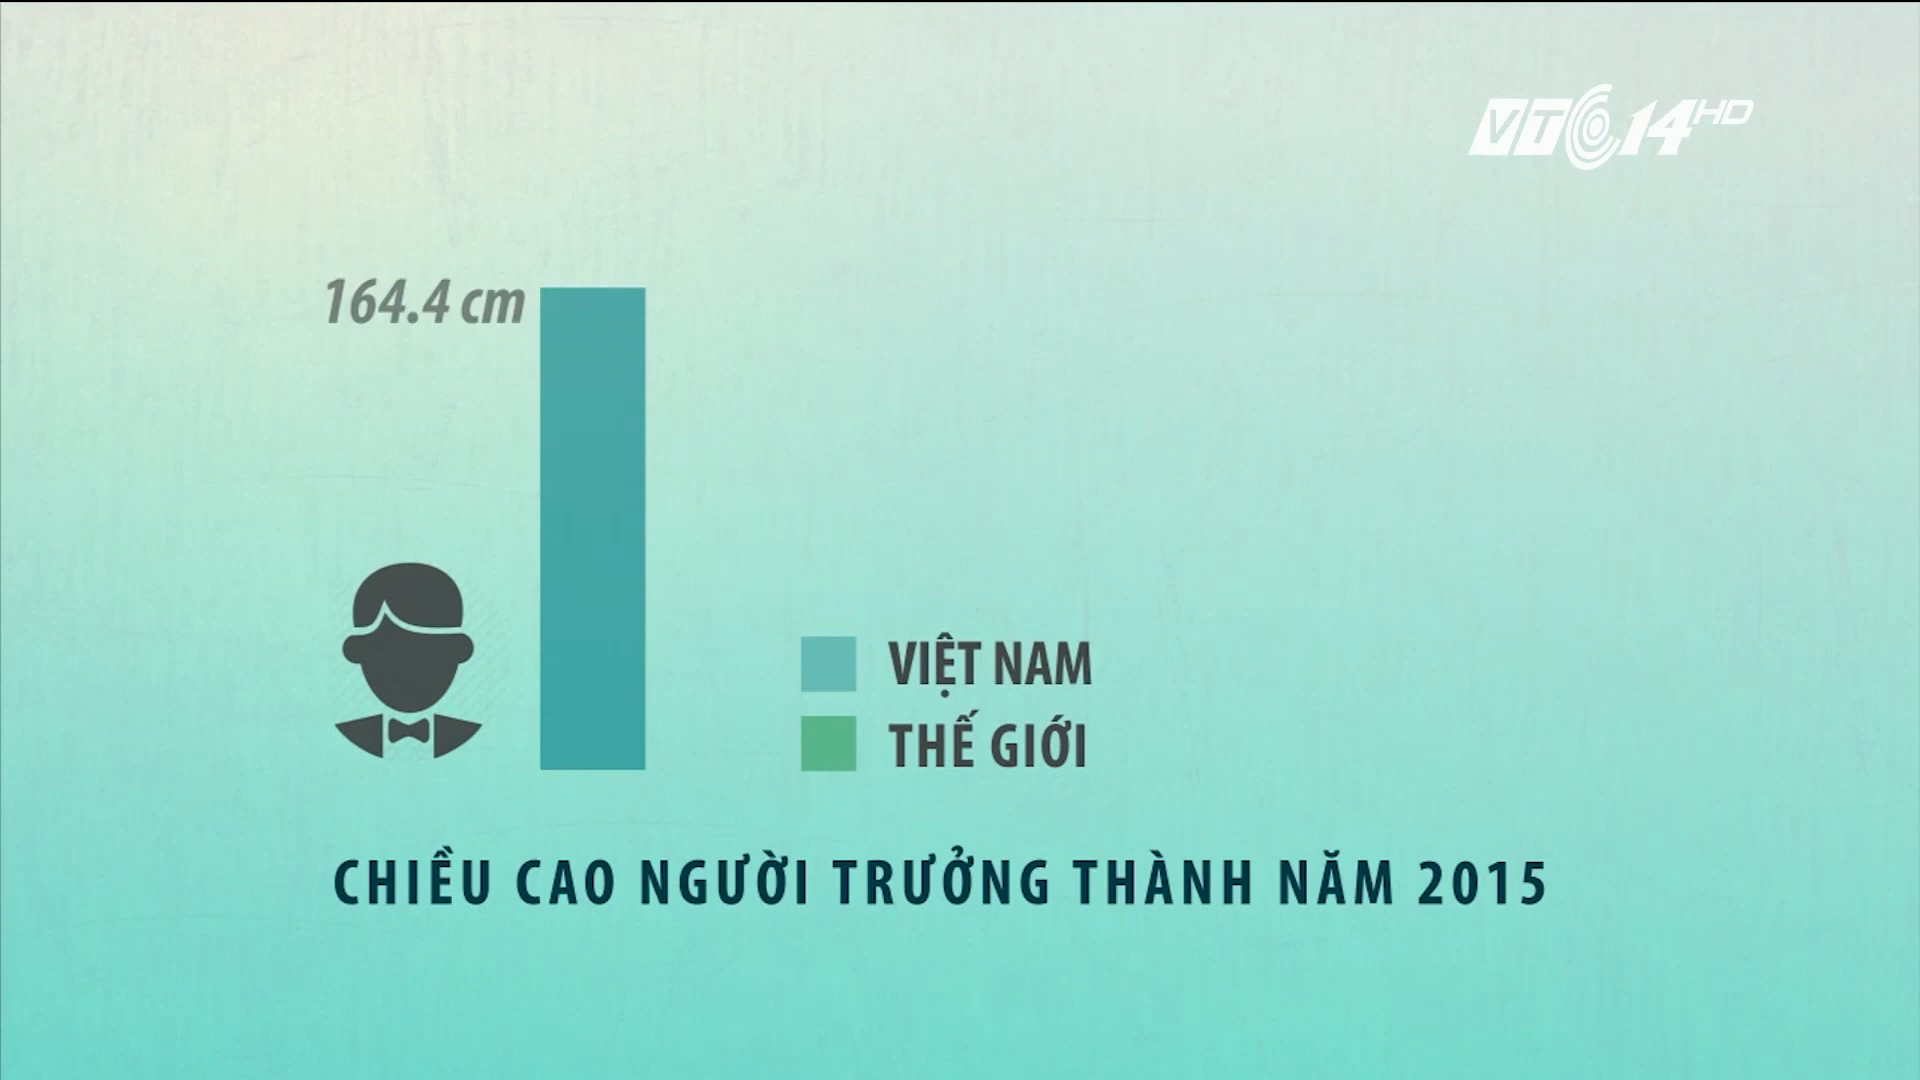 VTC14 HD
164.4 cm
VIỆT NAM
THẾ GIỚI
CHIỀU CAO NGƯỜI TRƯỞNG THÀNH NĂM 2015